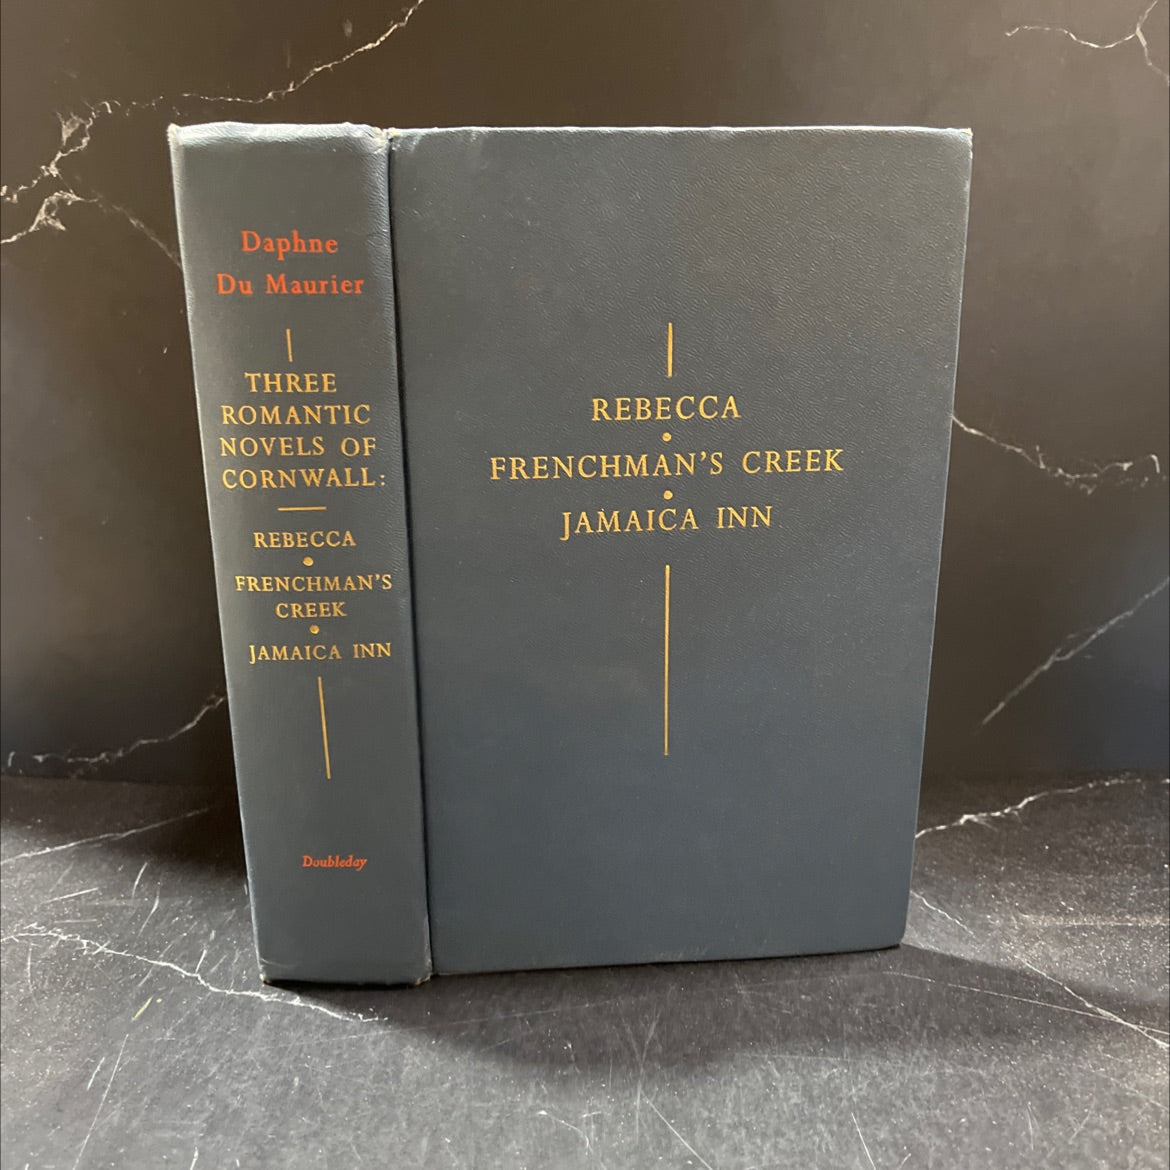 Daphne
Du Maurier
THREE
ROMANTIC
NOVELS OF
CORNWALL:
REBECCA
•
FRENCHMAN'S
CREEK
•
JAMAICA INN
Doubleday
REBECCA
•
FRENCHMAN'S CREEK
•
JAMAICA INN